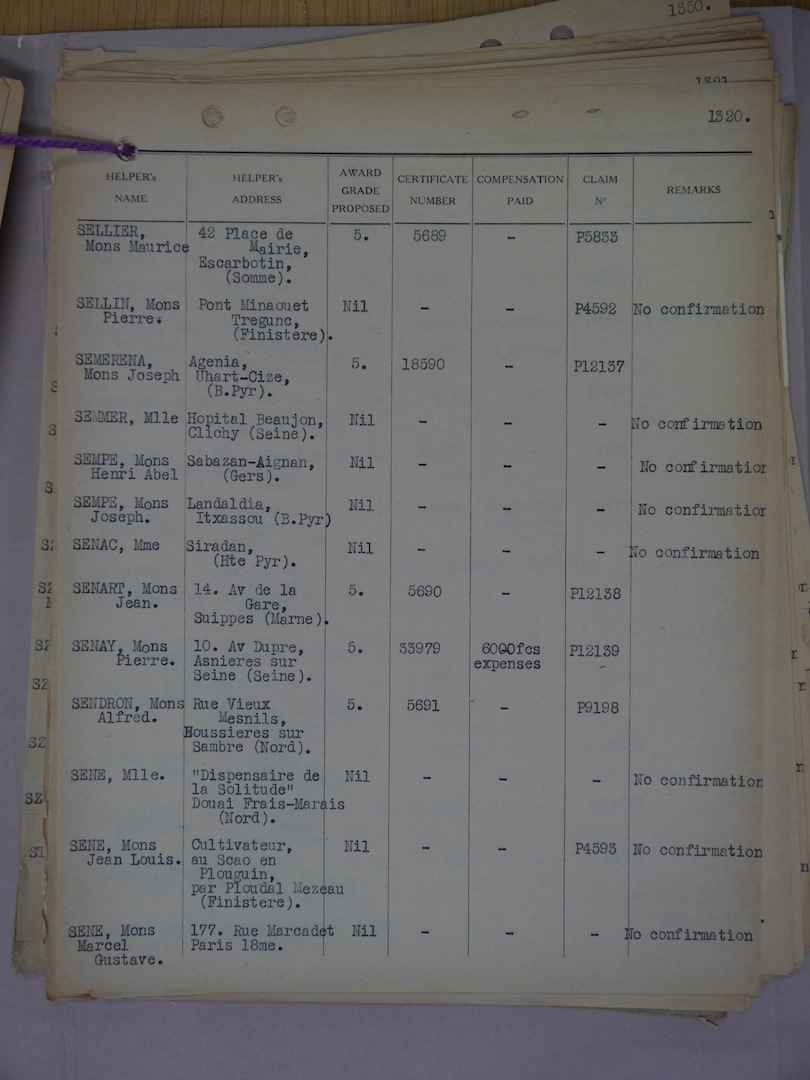 1350.
1320.
HELPER's NAME HELPER's ADDRESS AWARD GRADE PROPOSED CERTIFICATE NUMBER COMPENSATION PAID CLAIM N° REMARKS
SELLIER, 42 Place de 5. 5689 - P5833
Mons Maurice Mairie,
Escarbotin,
(Somme).
SELLIN, Mons Pont Minaouet Nil - - P4592 No confirmation
Pierre. Tregunc,
(Finistere).
SEMERENA, Agenia, 5. 18590 - P12137
Mons Joseph Uhart-Cize,
(B.Pyr).
SEMMER, Mlle Hopital Beaujon, Nil - - - No confirmation
Clichy (Seine).
SEMPE, Mons Sabazan-Aignan, Nil - - - No confirmation
Henri Abel (Gers).
SEMPE, Mons Landaldia, Nil - - - No confirmation
Joseph. Itxassou (B.Pyr)
SENAC, Mme Siradan, Nil - - - No confirmation
(Hte Pyr).
SENART, Mons 14. Av de la 5. 5690 - P12138
Jean. Gare,
Suippes (Marne).
SENAY, Mons 10. Av Dupre, 5. 33979 6000fcs P12139
Pierre. Asnieres sur expenses
Seine (Seine).
SENDRON, Mons Rue Vieux 5. 5691 - P9198
Alfred. Mesnils,
Boussieres sur
Sambre (Nord).
SENE, Mlle. "Dispensaire de Nil - - - No confirmation
la Solitude"
Douai Frais-Marais
(Nord).
SENE, Mons Cultivateur, Nil - - P4593 No confirmation
Jean Louis. au Scao en
Plouguin,
par Ploudal Mezeau
(Finistere).
SENE, Mons 177. Rue Marcadet Nil - - - No confirmation
Marcel Paris 18me.
Gustave.